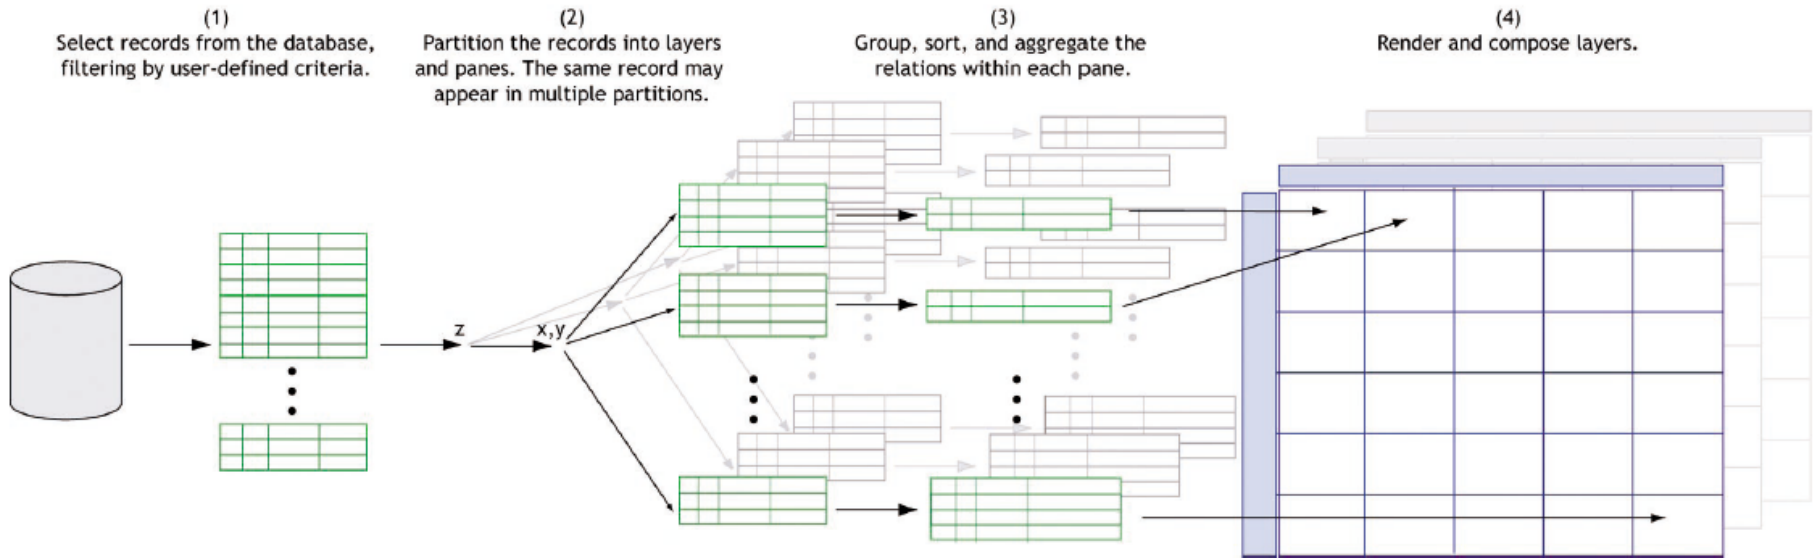 (1)
Select records from the database,
filtering by user-defined criteria.
(2)
Partition the records into layers
and panes. The same record may
appear in multiple partitions.
(3)
Group, sort, and aggregate the
relations within each pane.
(4)
Render and compose layers.
z
x,y